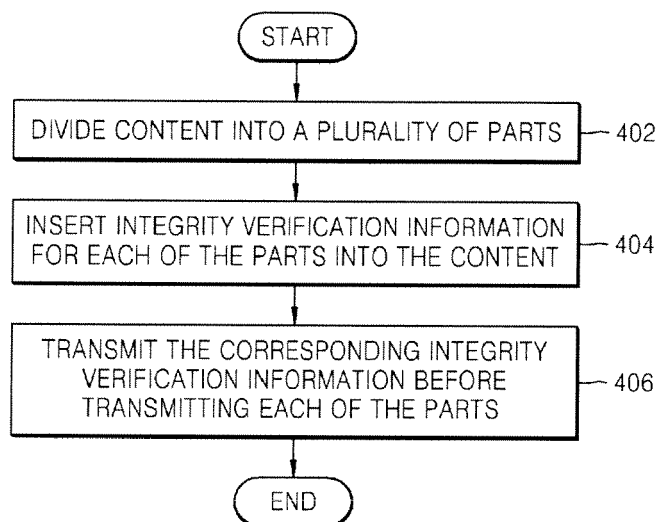 START
DIVIDE CONTENT INTO A PLURALITY OF PARTS
402
INSERT INTEGRITY VERIFICATION INFORMATION
FOR EACH OF THE PARTS INTO THE CONTENT
404
TRANSMIT THE CORRESPONDING INTEGRITY
VERIFICATION INFORMATION BEFORE
TRANSMITTING EACH OF THE PARTS
406
END